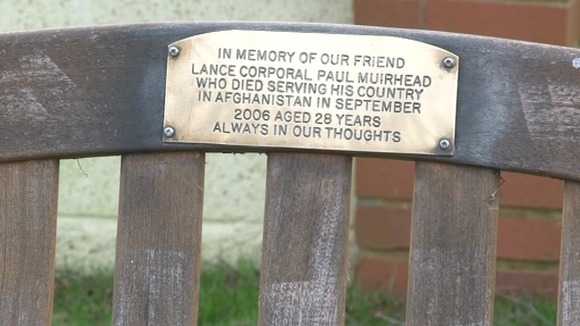 IN MEMORY OF OUR FRIEND
LANCE CORPORAL PAUL MUIRHEAD
WHO DIED SERVING HIS COUNTRY
IN AFGHANISTAN IN SEPTEMBER
2006 AGED 28 YEARS
ALWAYS IN OUR THOUGHTS